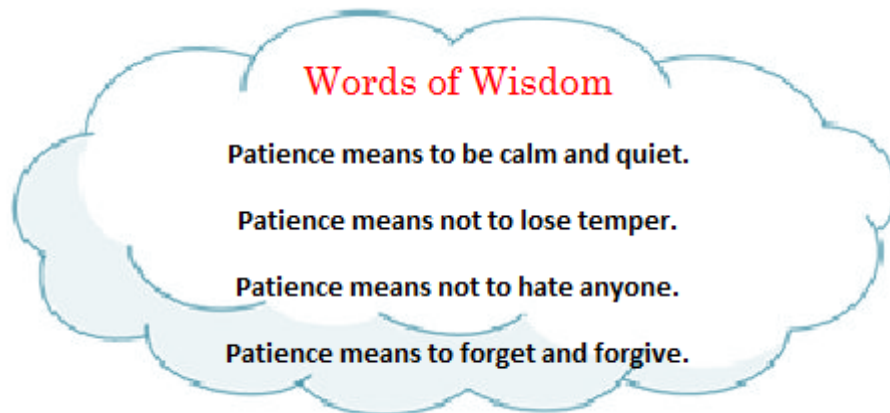 Words of Wisdom
Patience means to be calm and quiet.
Patience means not to lose temper.
Patience means not to hate anyone.
Patience means to forget and forgive.